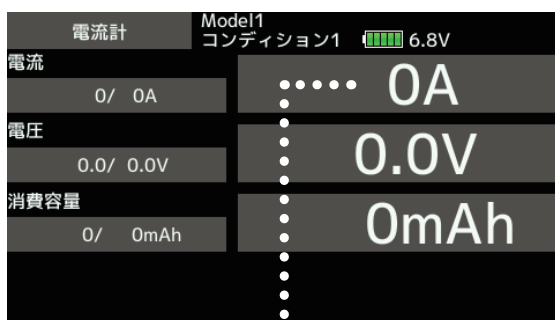 電流計
Model1
コンディション1 6.8V
電流
0/ 0A
0A
電圧
0.0/ 0.0V
0.0V
消費容量
0/ 0mAh
0mAh